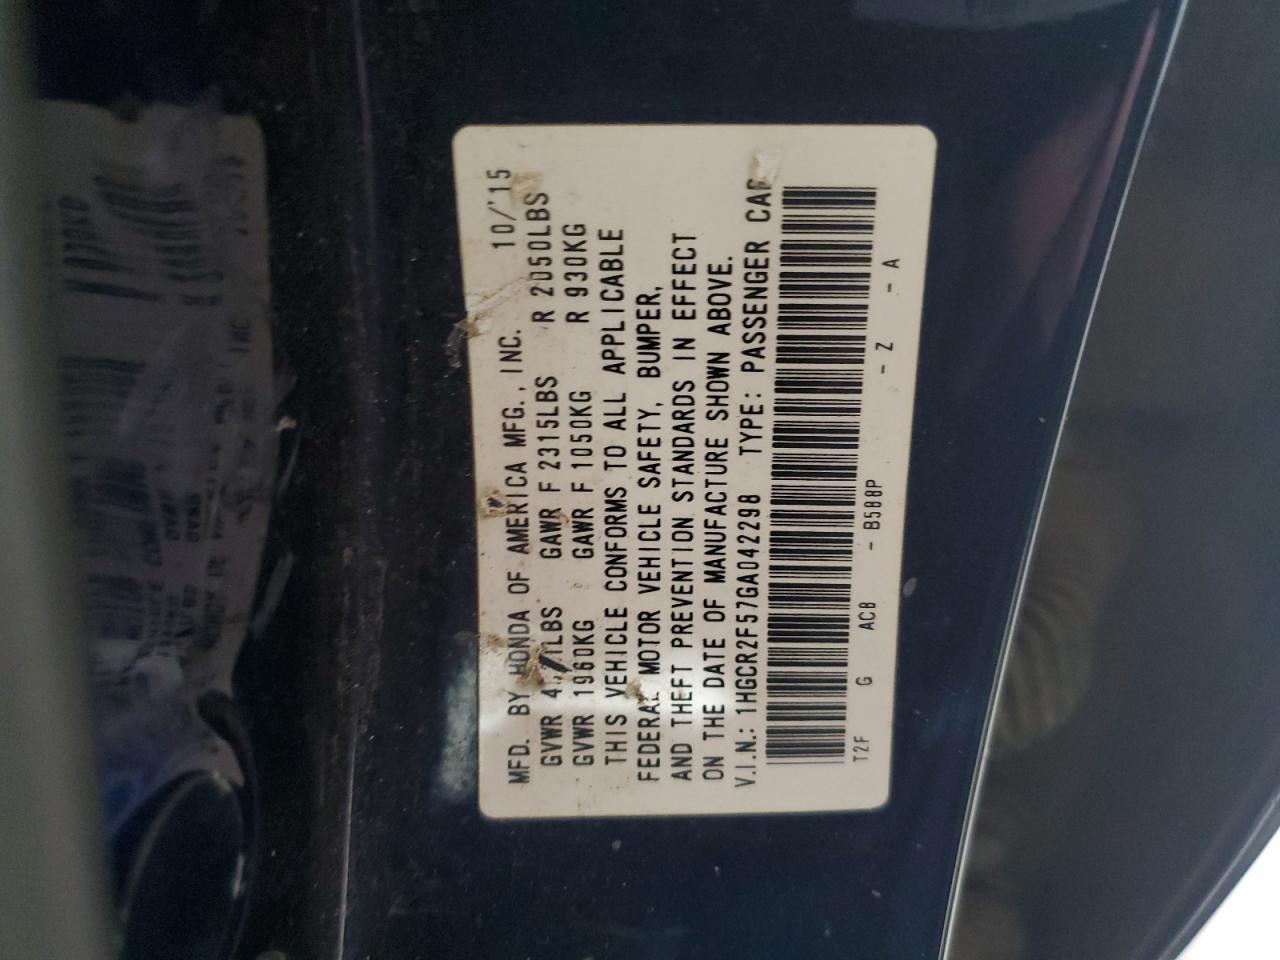 MFD. BY HONDA OF AMERICA MFG., INC. 10/'15
GVWR LBS GAWR F 2315LBS R 2050LBS
GVWR 1960KG GAWR F 1050KG R 930KG
THIS VEHICLE CONFORMS TO ALL APPLICABLE
FEDERAL MOTOR VEHICLE SAFETY, BUMPER,
AND THEFT PREVENTION STANDARDS IN EFFECT
ON THE DATE OF MANUFACTURE SHOWN ABOVE.
V.I.N.: 1HGCR2F57GA042298 TYPE: PASSENGER CAR
T2F G ACB - B588P - Z - A